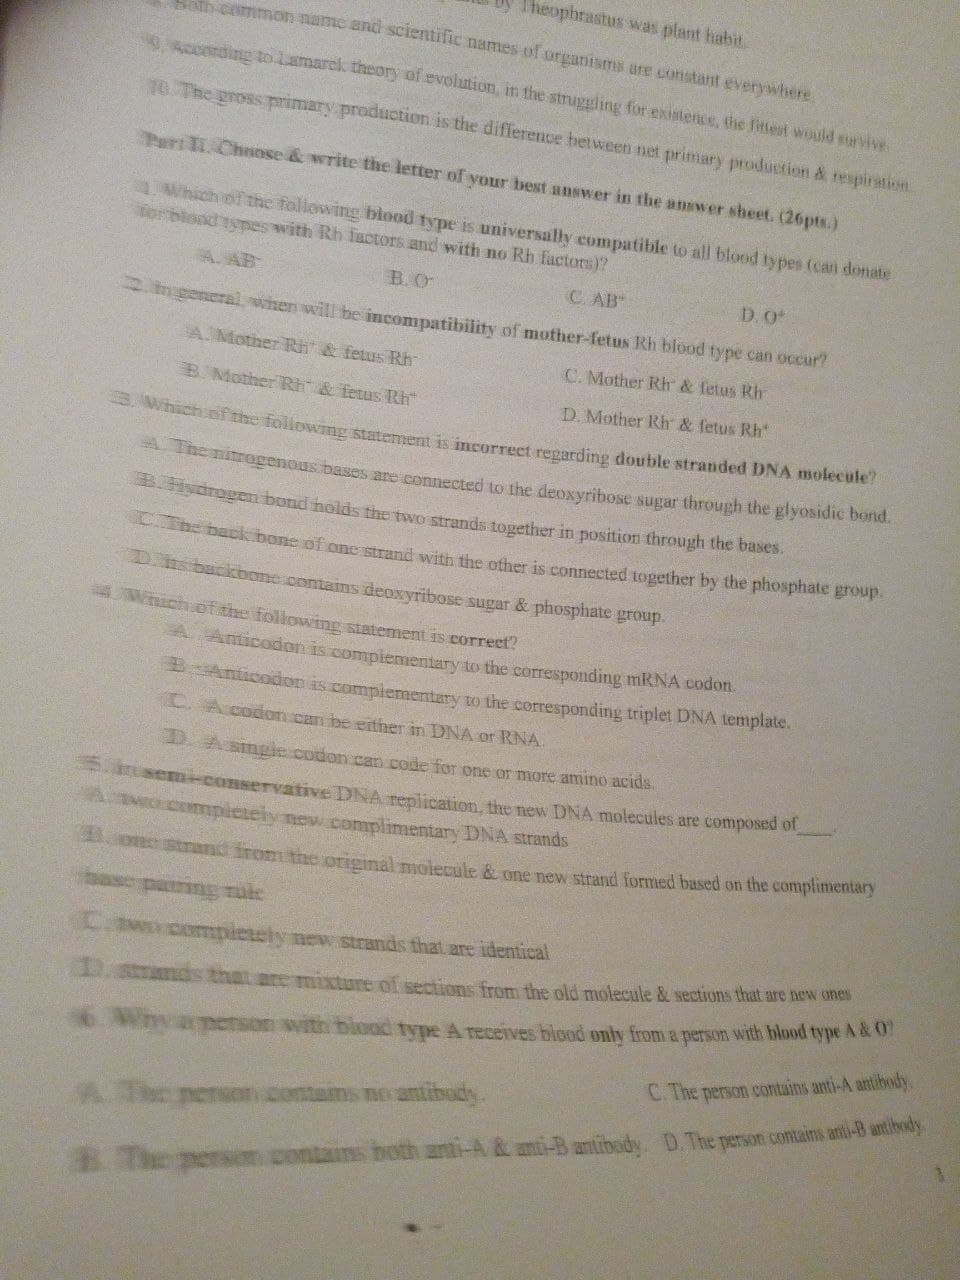 by Theophrastus was plant habit.
Both common name and scientific names of organisms are constant everywhere.
9. According to Lamarck theory of evolution, in the struggling for existence, the fittest would survive.
10. The gross primary production is the difference between net primary production & respiration.
Part II. Choose & write the letter of your best answer in the answer sheet. (26pts.)
1. Which of the following blood type is universally compatible to all blood types (can donate
for blood types with Rh factors and with no Rh factors)?
A. AB⁻ B. O⁻ C. AB⁺ D. O⁺
2. In general, when will be incompatibility of mother-fetus Rh blood type can occur?
A. Mother Rh & fetus Rh⁻ C. Mother Rh⁻ & fetus Rh⁻
B. Mother Rh & fetus Rh⁺ D. Mother Rh⁻ & fetus Rh⁺
3. Which of the following statement is incorrect regarding double stranded DNA molecule?
A. The nitrogenous bases are connected to the deoxyribose sugar through the glyosidic bond.
B. Hydrogen bond holds the two strands together in position through the bases.
C. The back bone of one strand with the other is connected together by the phosphate group.
D. Its backbone contains deoxyribose sugar & phosphate group.
4. Which of the following statement is correct?
A. Anticodon is complementary to the corresponding mRNA codon.
B. Anticodon is complementary to the corresponding triplet DNA template.
C. A codon can be either in DNA or RNA.
D. A single codon can code for one or more amino acids.
5. In semi-conservative DNA replication, the new DNA molecules are composed of____.
A. two completely new complimentary DNA strands
B. one strand from the original molecule & one new strand formed based on the complimentary
base pairing rule
C. two completely new strands that are identical
D. strands that are mixture of sections from the old molecule & sections that are new ones
6. Why a person with blood type A receives blood only from a person with blood type A & O?
A. The person contains no antibody. C. The person contains anti-A antibody.
B. The person contains both anti-A & anti-B antibody. D. The person contains anti-B antibody.
3